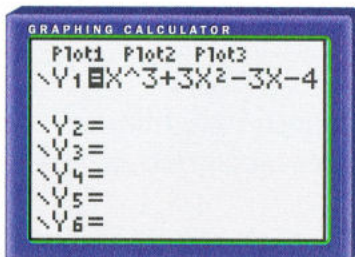 GRAPHING CALCULATOR
Plot1 Plot2 Plot3
\Y₁=X^3+3X²-3X-4
\Y₂=
\Y₃=
\Y₄=
\Y₅=
\Y₆=